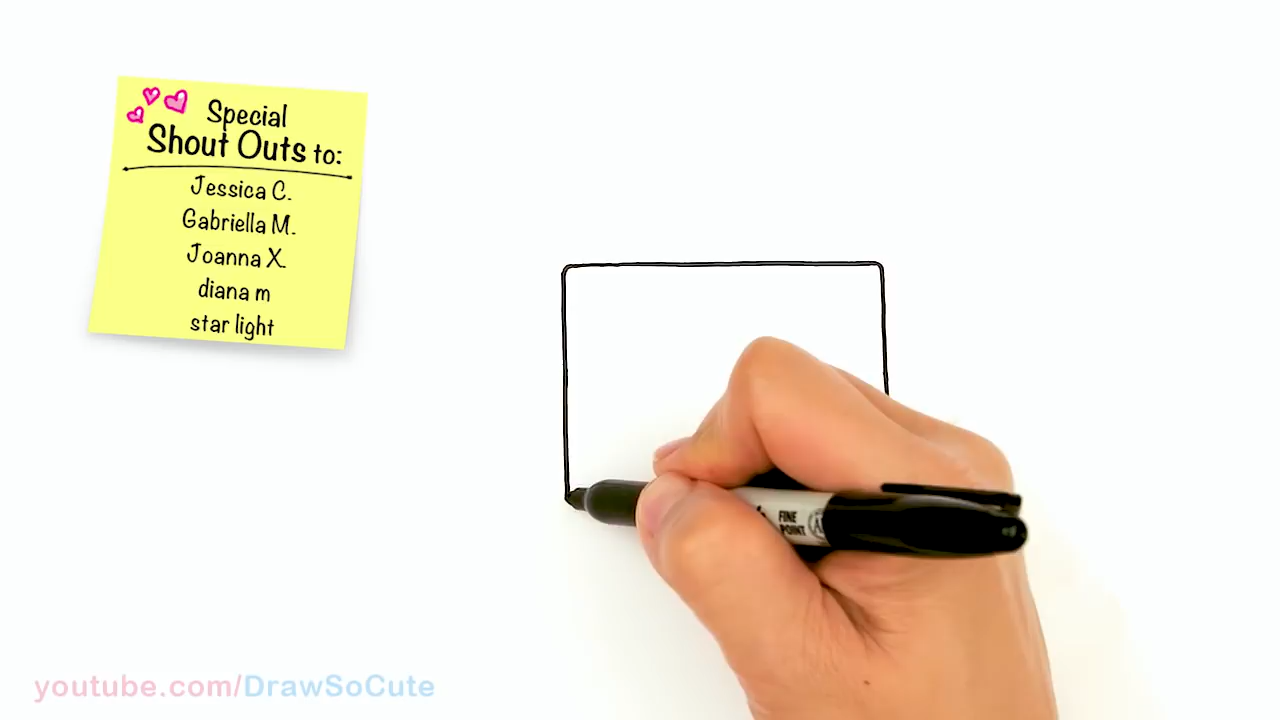 Special
Shout Outs to:
Jessica C.
Gabriella M.
Joanna X.
diana m
star light
FINE
POINT
youtube.com/DrawSoCute